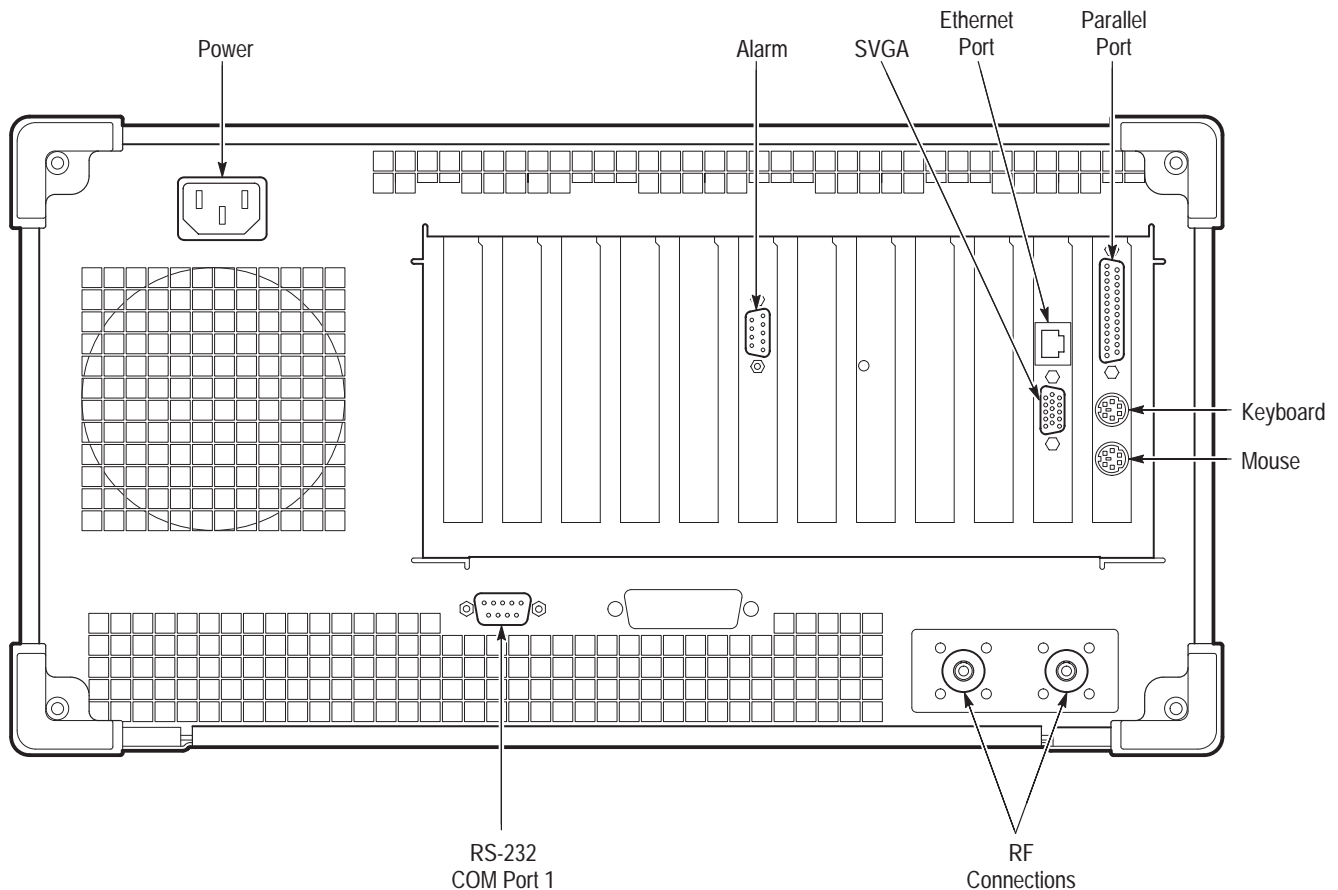 Ethernet
Port
Parallel
Port
Power
Alarm
SVGA
Keyboard
Mouse
RS-232
COM Port 1
RF
Connections